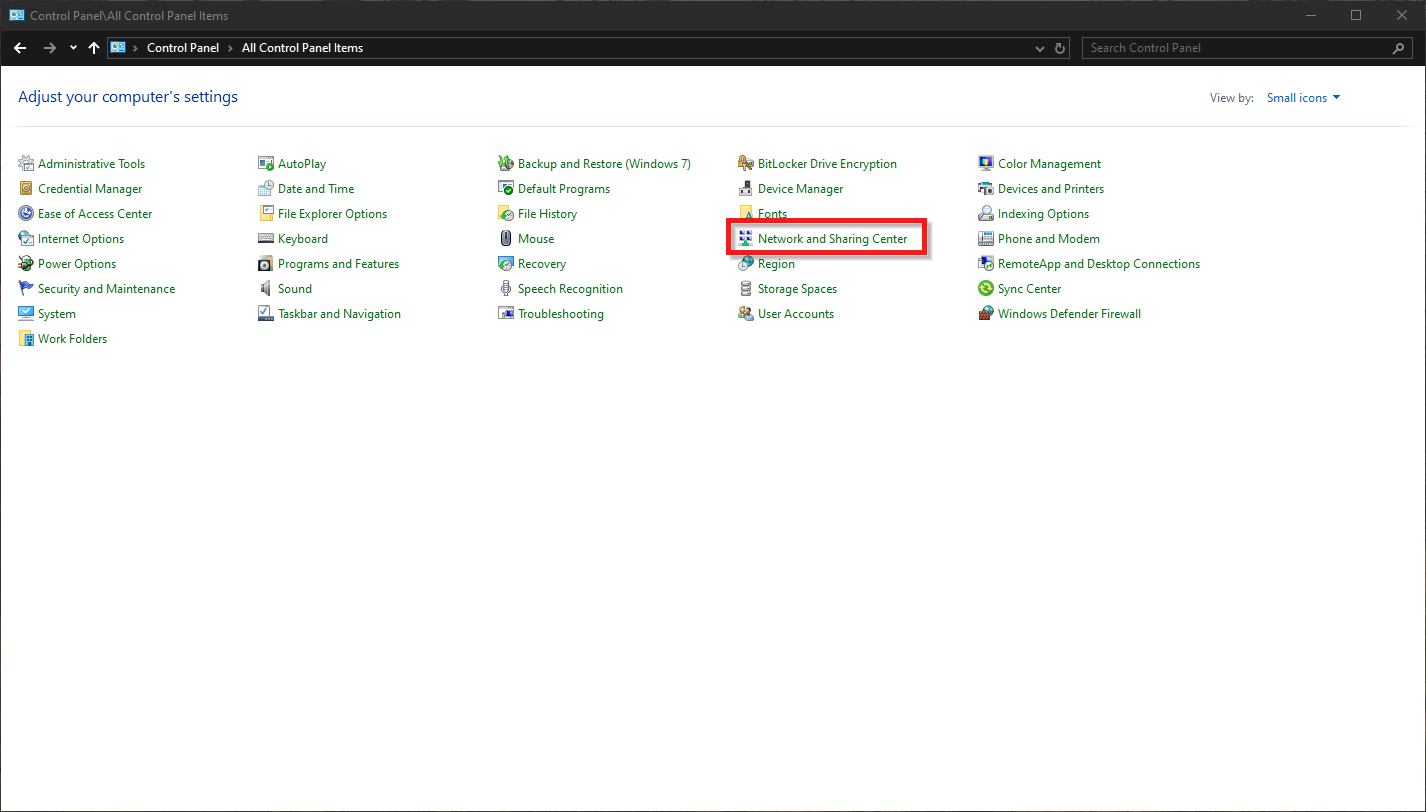 Control Panel\All Control Panel Items
Control Panel > All Control Panel Items Search Control Panel
Adjust your computer's settings View by: Small icons
Administrative Tools AutoPlay Backup and Restore (Windows 7) BitLocker Drive Encryption Color Management
Credential Manager Date and Time Default Programs Device Manager Devices and Printers
Ease of Access Center File Explorer Options File History Fonts Indexing Options
Internet Options Keyboard Mouse Network and Sharing Center Phone and Modem
Power Options Programs and Features Recovery Region RemoteApp and Desktop Connections
Security and Maintenance Sound Speech Recognition Storage Spaces Sync Center
System Taskbar and Navigation Troubleshooting User Accounts Windows Defender Firewall
Work Folders